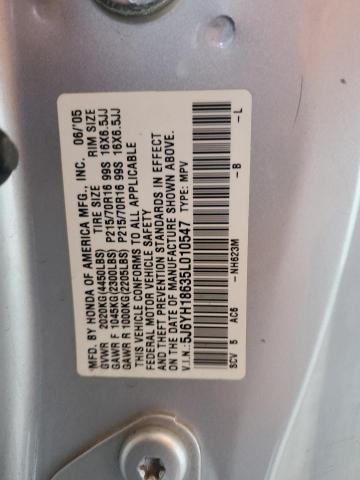 MFD. BY HONDA OF AMERICA MFG., INC. 06/'05
GVWR 2020KG(4450LBS) TIRE SIZE RIM SIZE
GAWR F 1045KG(2300LBS) P215/70R16 99S 16X6.5JJ
GAWR R 1000KG(2205LBS) P215/70R16 99S 16X6.5JJ
THIS VEHICLE CONFORMS TO ALL APPLICABLE
FEDERAL MOTOR VEHICLE SAFETY AND
THEFT PREVENTION STANDARDS IN EFFECT
ON THE DATE OF MANUFACTURE SHOWN ABOVE.
V.I.N.: 5J6YH18635L010547 TYPE: MPV
-NH623M -B -L
SCV 5 AC6